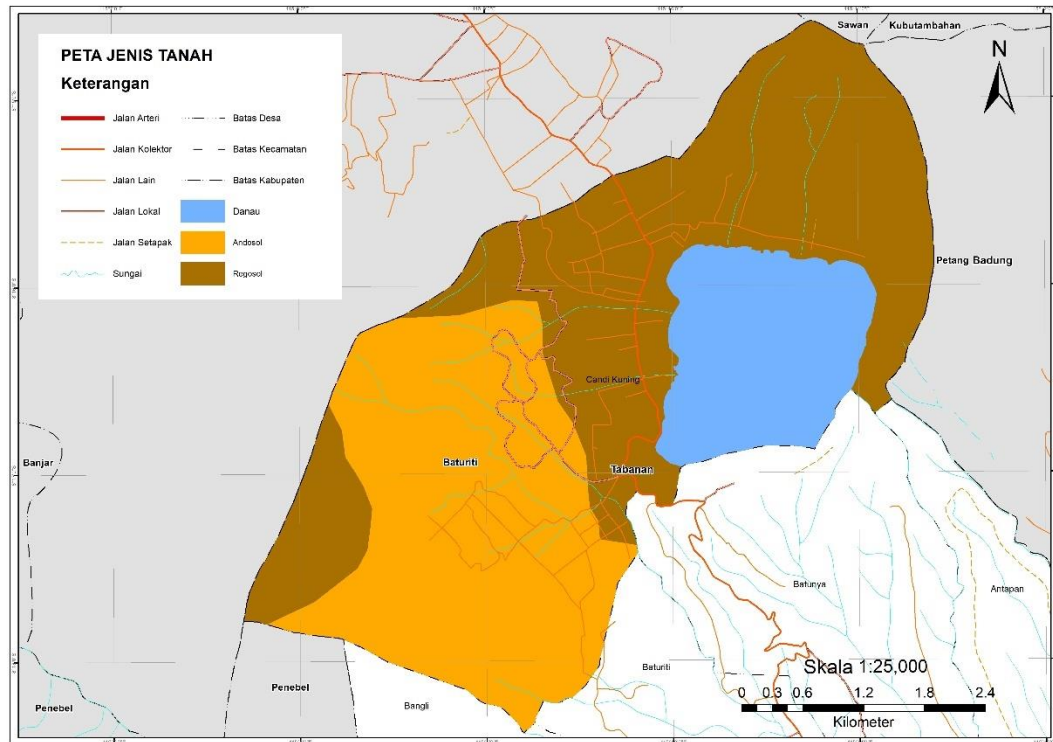 Sawan
Kubutambahan
PETA JENIS TANAH
Keterangan
Jalan Arteri
Batas Desa
Jalan Kolektor
Batas Kecamatan
Jalan Lain
Batas Kabupaten
Jalan Lokal
Danau
Jalan Setapak
Andosol
Sungai
Rogosol
N
Petang Badung
Candi Kuning
Banjar
Batunti
Tabanan
Batunya
Antapan
Baturiti
Penebel
Penebel
Bangli
Skala 1:25,000
0 0.3 0.6 1.2 1.8 2.4
Kilometer